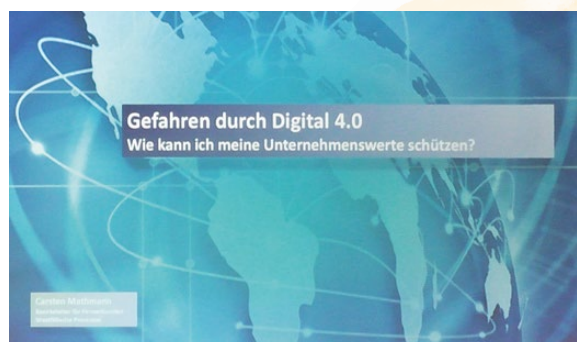 Gefahren durch Digital 4.0
Wie kann ich meine Unternehmenswerte schützen?
Carsten Mathmann